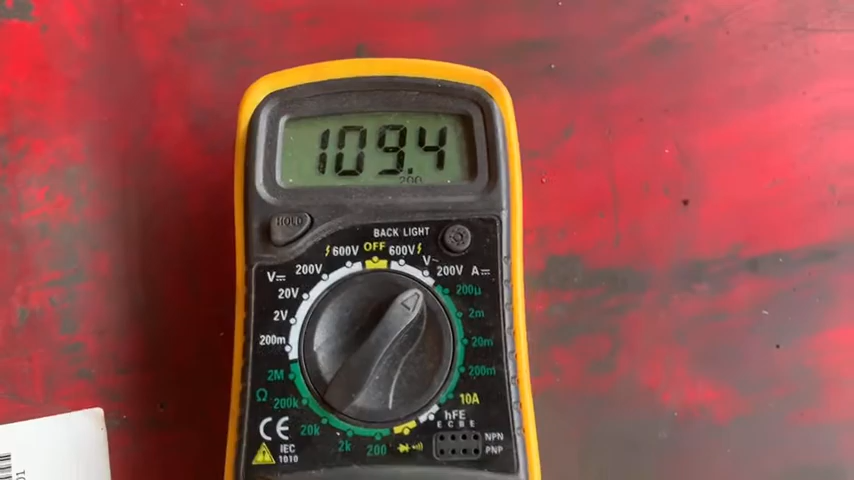 109.4
200
HOLD
BACK LIGHT
600V OFF 600V
V⎓ 200V V~ 200V A⎓
20V 200µ
2V 2m
200m 20m
2M 200m
Ω 200k 10A
20k 2k 200 hFE
CE E C B E
NPN
IEC PNP
1010
01